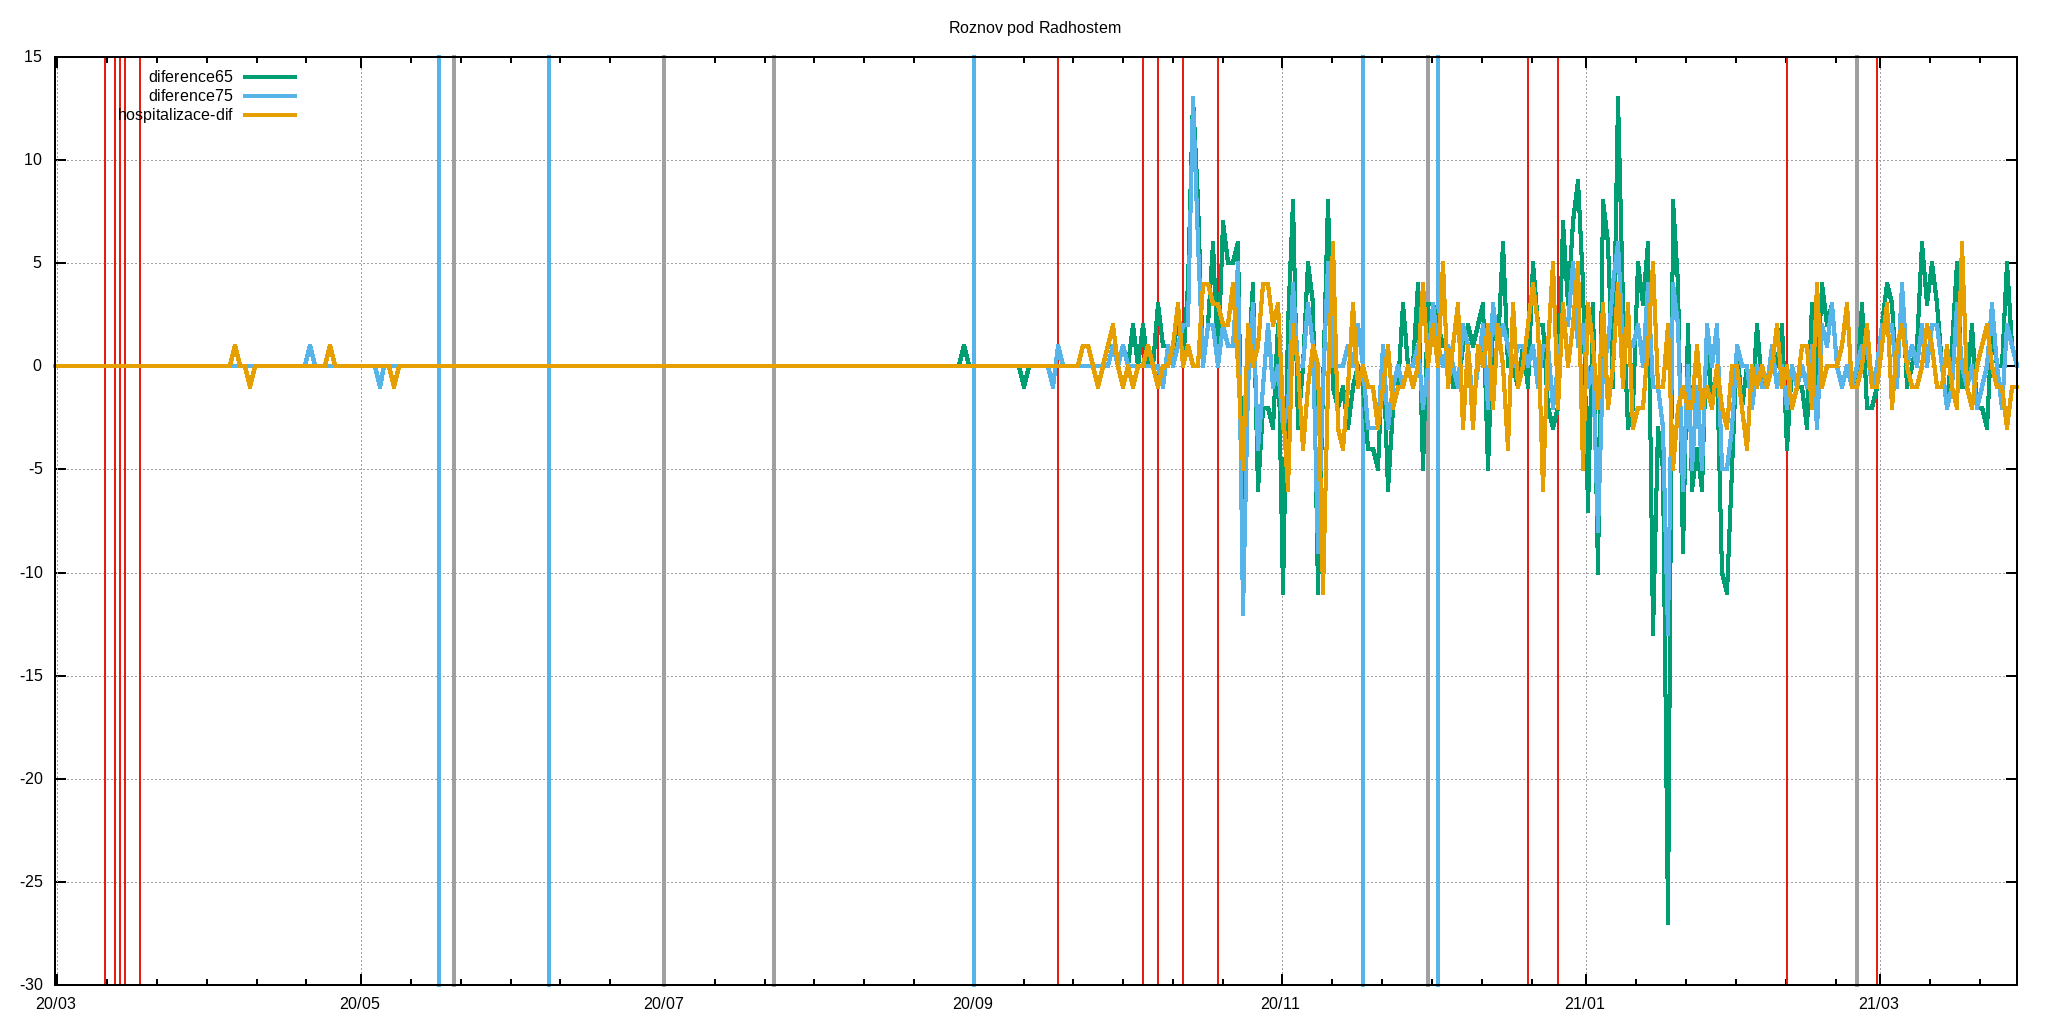 Roznov pod Radhostem
15
diference65
diference75
hospitalizace-dif
10
5
0
-5
-10
-15
-20
-25
-30
20/03 20/05 20/07 20/09 20/11 21/01 21/03